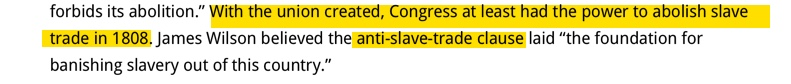 forbids its abolition.” With the union created, Congress at least had the power to abolish slave
trade in 1808. James Wilson believed the anti-slave-trade clause laid “the foundation for
banishing slavery out of this country.”